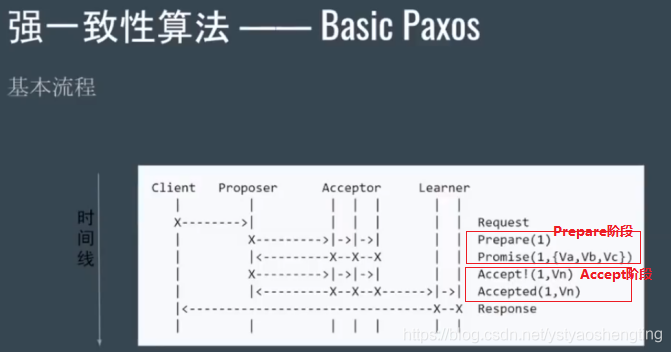 强一致性算法 —— Basic Paxos
基本流程
时间线
Client Proposer Acceptor Learner
| | | | | | |
X-------->| | | | | | Request
| X--------->|->|->| | | Prepare(1)
| |<---------X--X--X | | Promise(1,{Va,Vb,Vc})
| X--------->|->|->| | | Accept!(1,Vn)
| |<---------X--X--X------>|->| Accepted(1,Vn)
|<---------------------------------X--X Response
| | | | | | |
Prepare阶段
Accept阶段
https://blog.csdn.net/ystyaoshengting